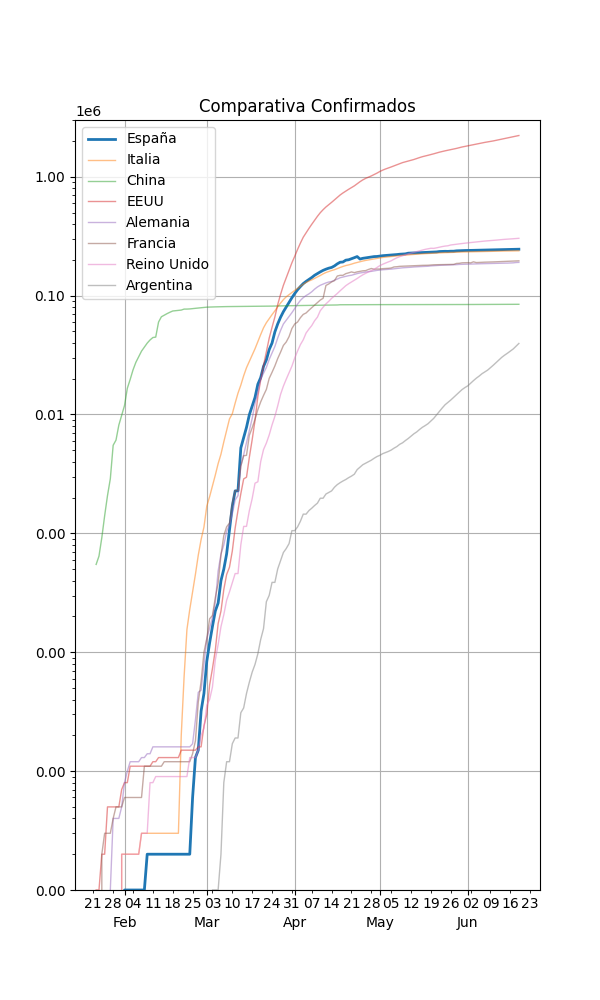 Comparativa Confirmados
1e6
España
Italia
China
EEUU
Alemania
Francia
Reino Unido
Argentina
1.00
0.10
0.01
0.00
0.00
0.00
0.00
21 28 04 11 18 25 03 10 17 24 31 07 14 21 28 05 12 19 26 02 09 16 23
Feb Mar Apr May Jun